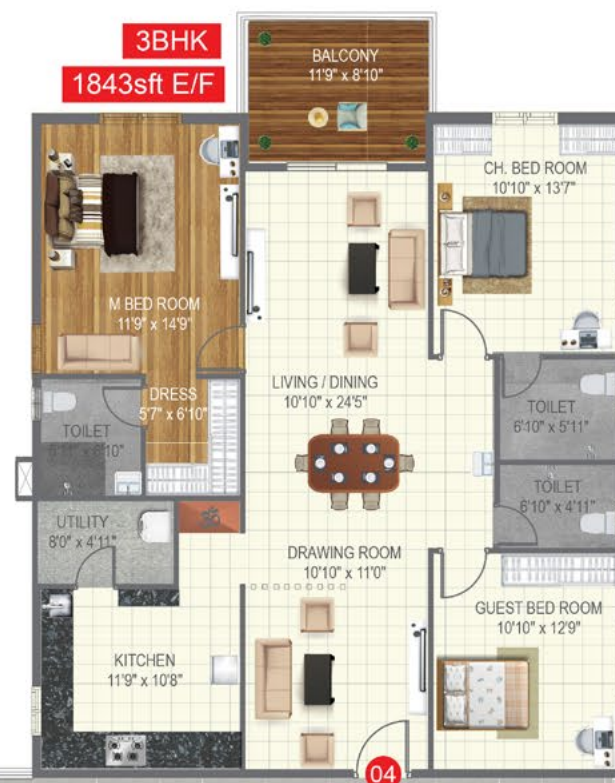 3BHK
1843sft E/F
BALCONY
11'9" x 8'10"
CH. BED ROOM
10'10" x 13'7"
M BED ROOM
11'9" x 14'9"
LIVING / DINING
10'10" x 24'5"
DRESS
5'7" x 6'10"
TOILET
6'10" x 5'11"
TOILET
TOILET
6'10" x 4'11"
UTILITY
8'0" x 4'11"
ॐ
DRAWING ROOM
10'10" x 11'0"
GUEST BED ROOM
10'10" x 12'9"
KITCHEN
11'9" x 10'8"
04